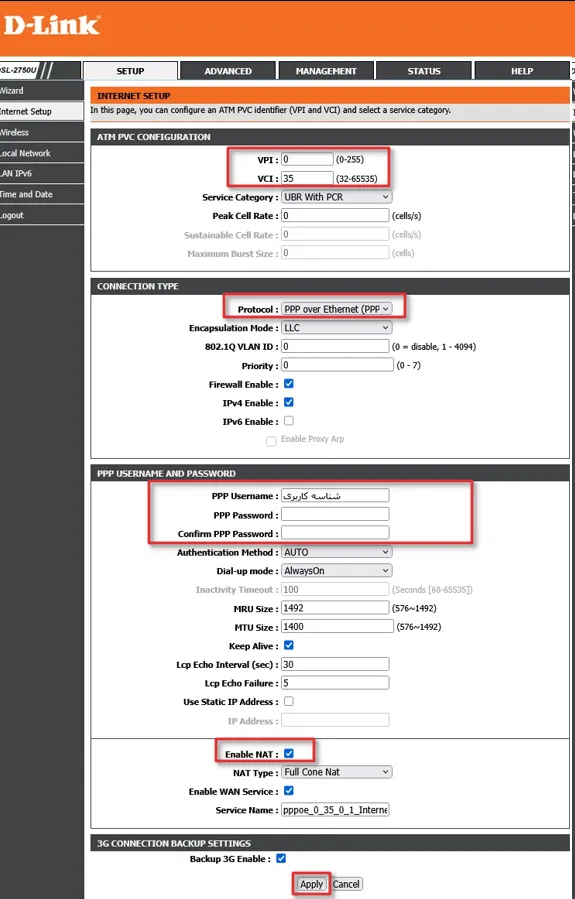 D-Link
DSL-2750U
SETUP
ADVANCED
MANAGEMENT
STATUS
HELP
Wizard
Internet Setup
Wireless
Local Network
LAN IPv6
Time and Date
Logout
INTERNET SETUP
In this page, you can configure an ATM PVC identifier (VPI and VCI) and select a service category.
ATM PVC CONFIGURATION
VPI : 0 (0-255)
VCI : 35 (32-65535)
Service Category : UBR With PCR
Peak Cell Rate : 0 (cells/s)
Sustainable Cell Rate : 0 (cells/s)
Maximum Burst Size : 0 (cells)
CONNECTION TYPE
Protocol : PPP over Ethernet (PPP
Encapsulation Mode : LLC
802.1Q VLAN ID : 0 (0 = disable, 1 - 4094)
Priority : 0 (0 - 7)
Firewall Enable :
IPv4 Enable :
IPv6 Enable :
Enable Proxy Arp
PPP USERNAME AND PASSWORD
PPP Username : شناسه کاربری
PPP Password :
Confirm PPP Password :
Authentication Method : AUTO
Dial-up mode : AlwaysOn
Inactivity Timeout : 100 (Seconds [60-65535])
MRU Size : 1492 (576~1492)
MTU Size : 1400 (576~1492)
Keep Alive :
Lcp Echo Interval (sec) : 30
Lcp Echo Failure : 5
Use Static IP Address :
IP Address :
Enable NAT :
NAT Type : Full Cone Nat
Enable WAN Service :
Service Name : pppoe_0_35_0_1_Interne
3G CONNECTION BACKUP SETTINGS
Backup 3G Enable :
Apply Cancel